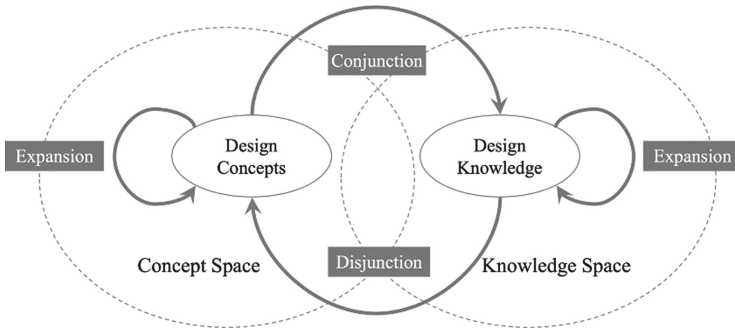 Conjunction
Design
Concepts
Design
Knowledge
Expansion
Expansion
Concept Space
Disjunction
Knowledge Space